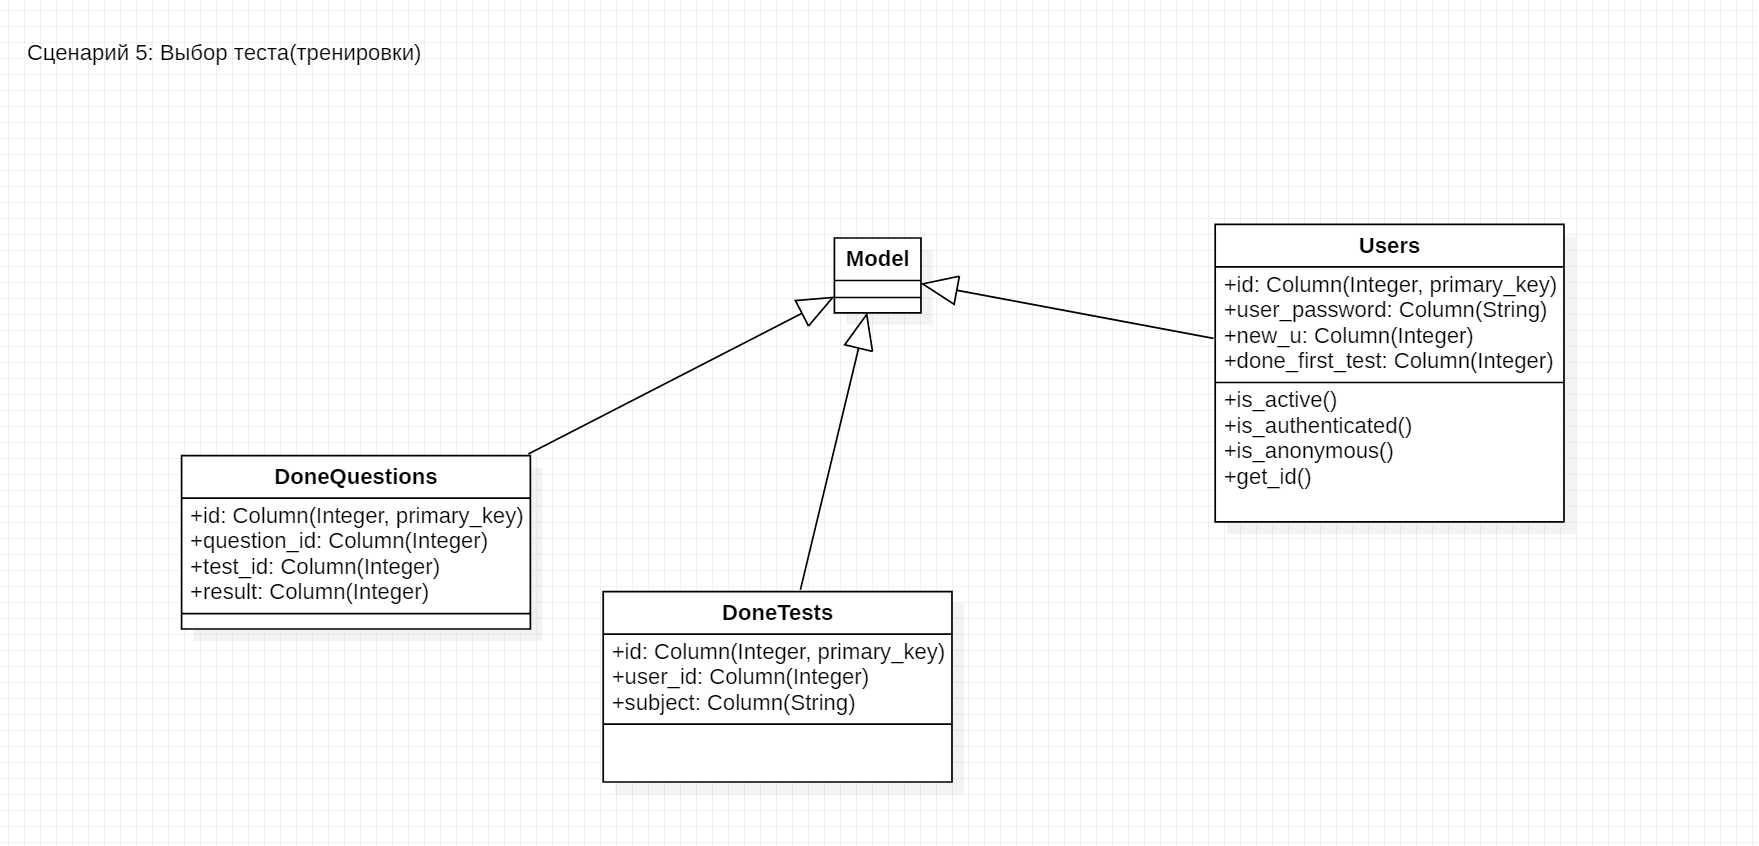 Сценарий 5: Выбор теста(тренировки)
Model
Users
+id: Column(Integer, primary_key)
+user_password: Column(String)
+new_u: Column(Integer)
+done_first_test: Column(Integer)
+is_active()
+is_authenticated()
+is_anonymous()
+get_id()
DoneQuestions
+id: Column(Integer, primary_key)
+question_id: Column(Integer)
+test_id: Column(Integer)
+result: Column(Integer)
DoneTests
+id: Column(Integer, primary_key)
+user_id: Column(Integer)
+subject: Column(String)